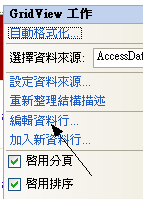 GridView 工作
自動格式化...
選擇資料來源: AccessDat
設定資料來源...
重新整理結構描述
編輯資料行...
加入新資料行...
啟用分頁
啟用排序